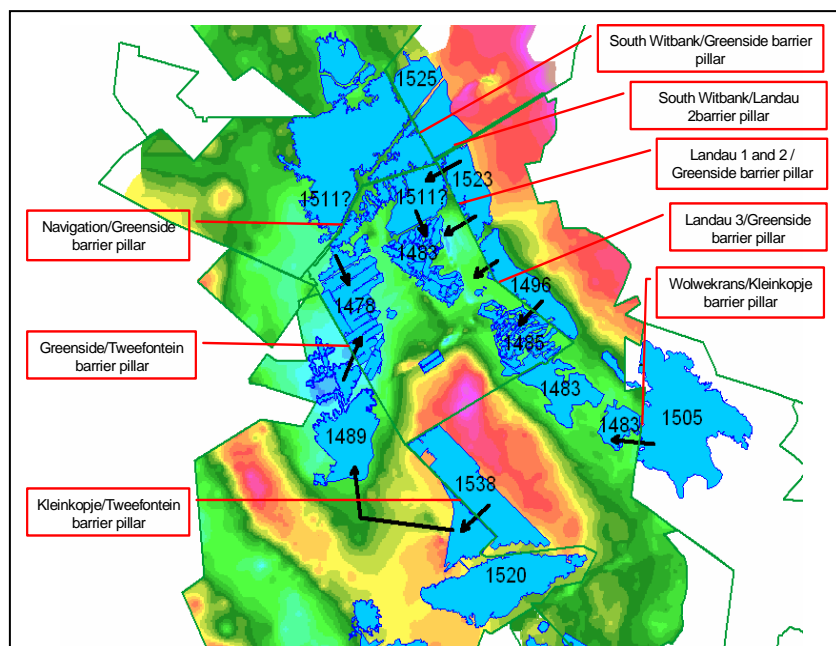 South Witbank/Greenside barrier
pillar
1525
South Witbank/Landau
2barrier pillar
Landau 1 and 2 /
Greenside barrier pillar
1511?
1511?
1523
Navigation/Greenside
barrier pillar
Landau 3/Greenside
barrier pillar
1483
1478
1496
Wolwekrans/Kleinkopje
barrier pillar
Greenside/Tweefontein
barrier pillar
1485
1483
1483
1505
1489
Kleinkopje/Tweefontein
barrier pillar
1538
1520